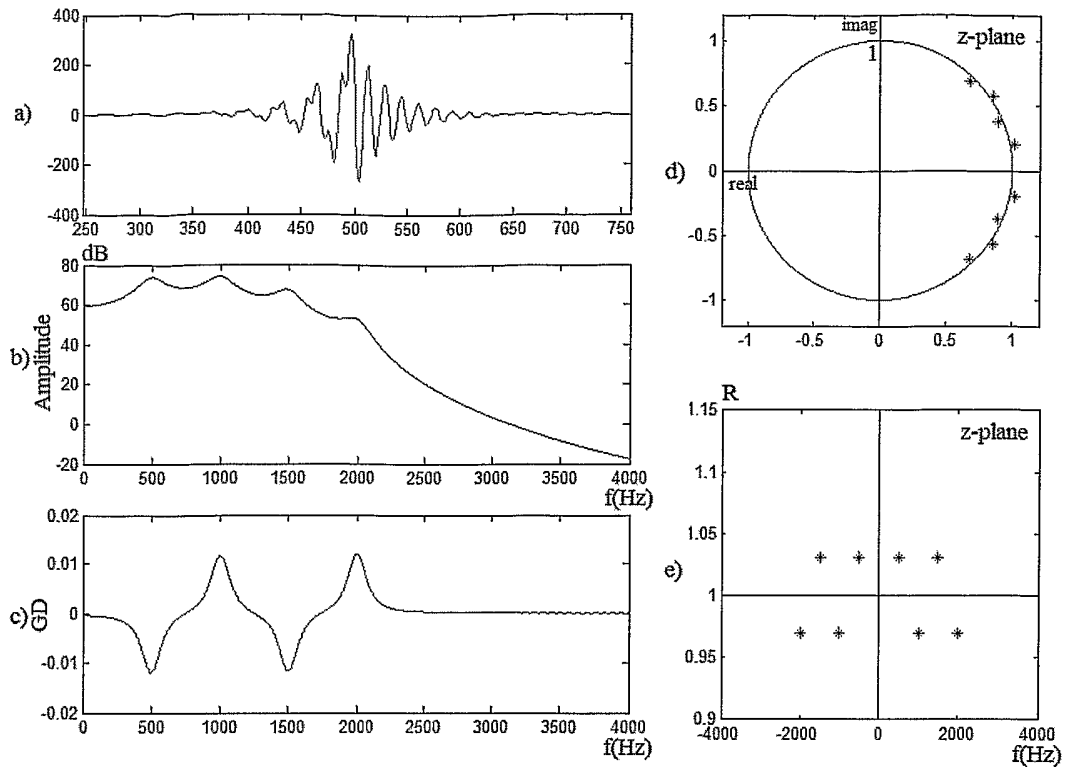 a)
400
200
0
-200
-400
250 300 350 400 450 500 550 600 650 700 750
b)
dB
Amplitude
80
60
40
20
0
-20
0 500 1000 1500 2000 2500 3000 3500 4000
f(Hz)
c)
GD
0.02
0.01
0
-0.01
-0.02
0 500 1000 1500 2000 2500 3000 3500 4000
f(Hz)
d)
imag
z-plane
1
real
1
0.5
0
-0.5
-1
-1 -0.5 0 0.5 1
e)
R
z-plane
1.15
1.1
1.05
1
0.95
0.9
-4000 -2000 0 2000 4000
f(Hz)